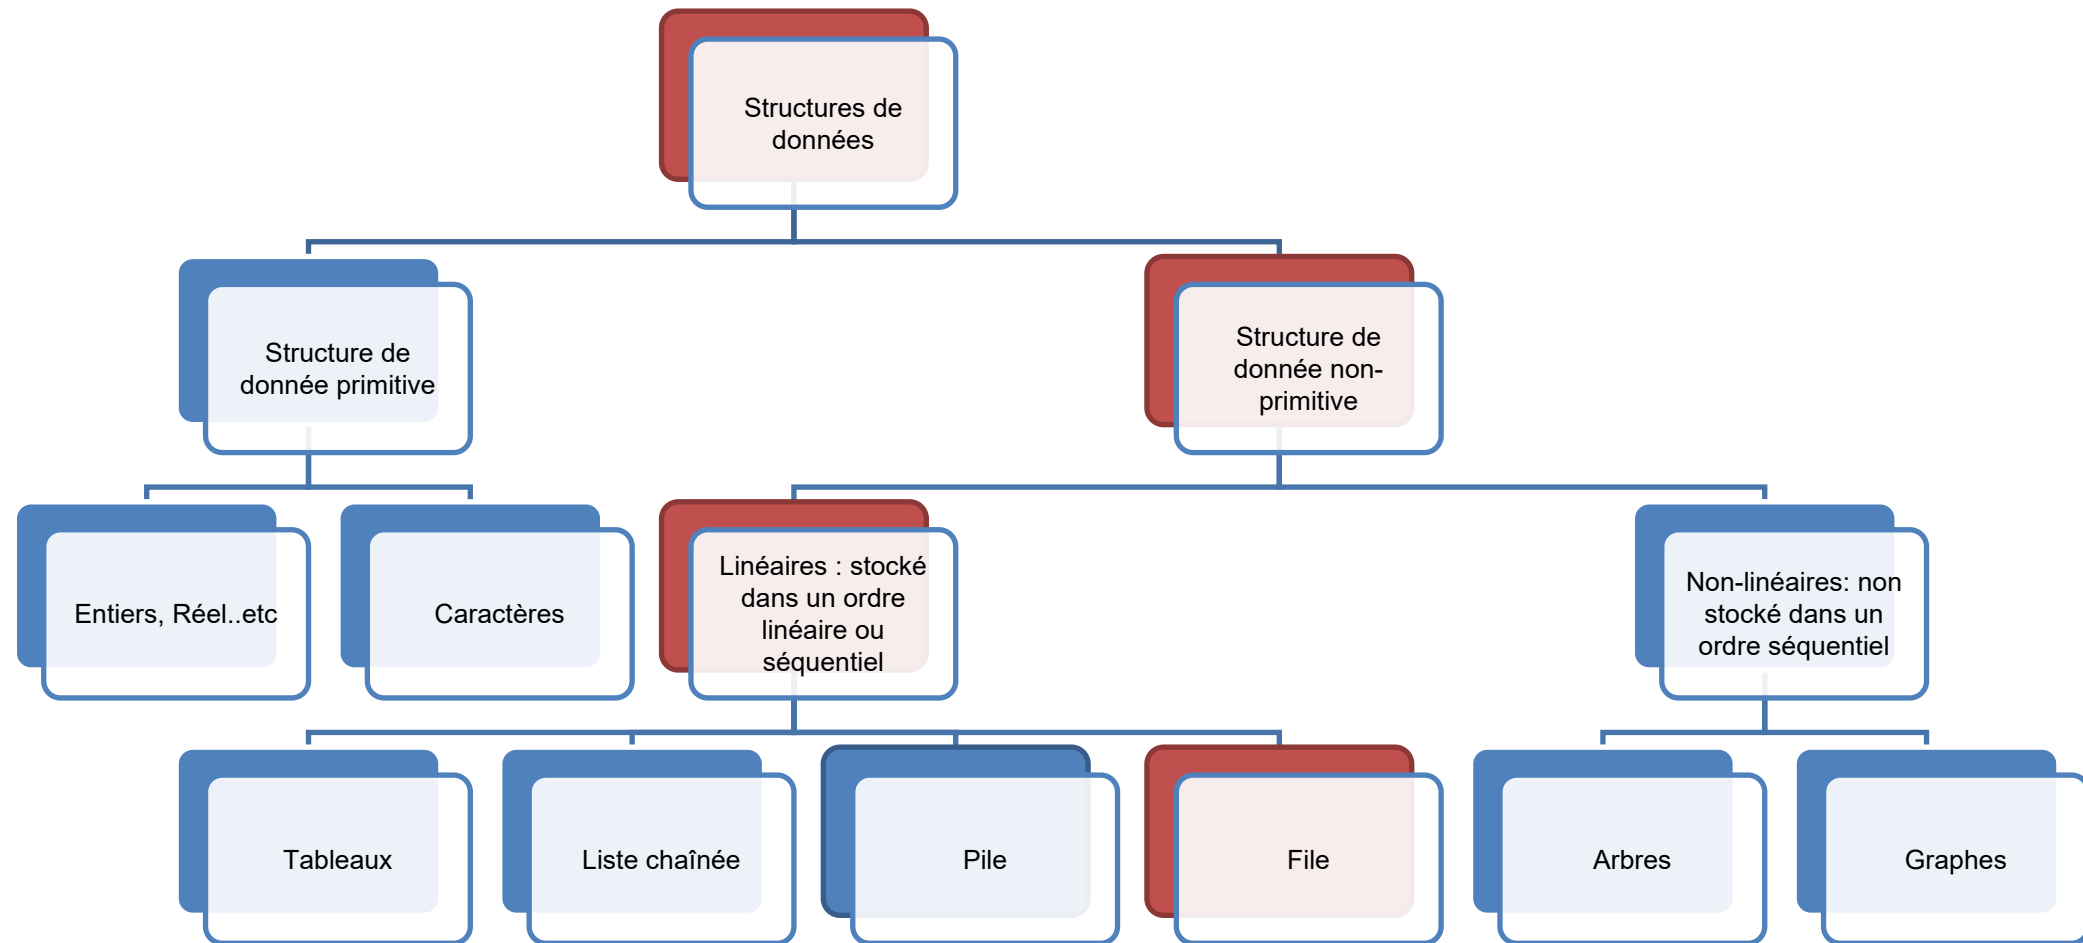 Structures de
données
Structure de
donnée primitive
Structure de
donnée non-
primitive
Entiers, Réel..etc
Caractères
Linéaires : stocké
dans un ordre
linéaire ou
séquentiel
Non-linéaires: non
stocké dans un
ordre séquentiel
Tableaux
Liste chaînée
Pile
File
Arbres
Graphes